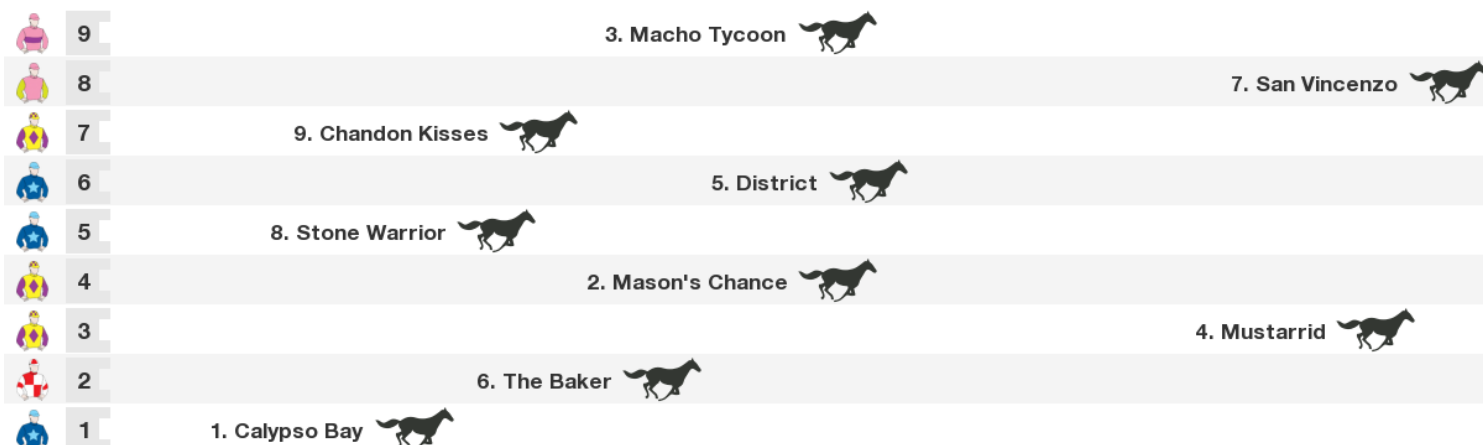 9 3. Macho Tycoon
8 7. San Vincenzo
7 9. Chandon Kisses
6 5. District
5 8. Stone Warrior
4 2. Mason's Chance
3 4. Mustarrid
2 6. The Baker
1 1. Calypso Bay